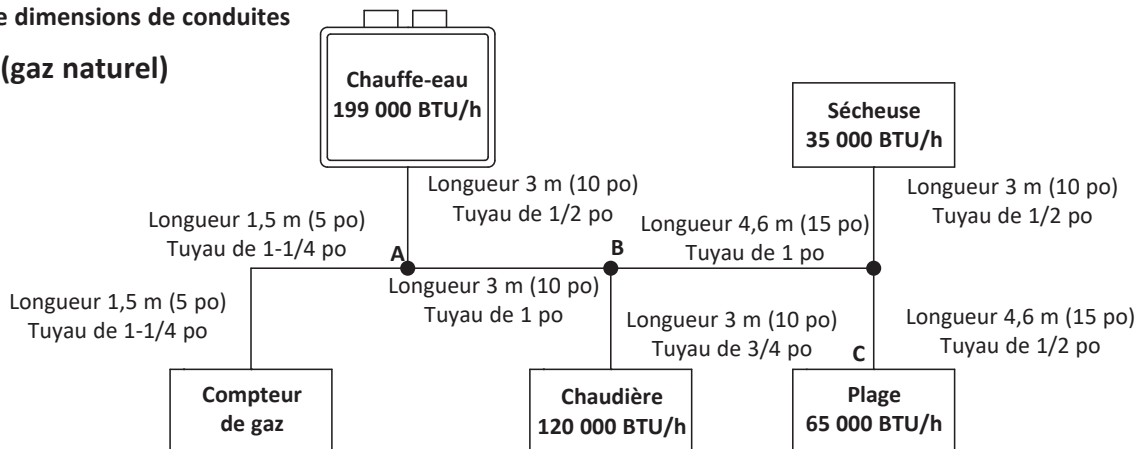 e dimensions de conduites
(gaz naturel)
Chauffe-eau
199 000 BTU/h
Sécheuse
35 000 BTU/h
Longueur 3 m (10 po)
Tuyau de 1/2 po
Longueur 3 m (10 po)
Tuyau de 1/2 po
Longueur 1,5 m (5 po)
Tuyau de 1-1/4 po
Longueur 4,6 m (15 po)
Tuyau de 1 po
A
B
Longueur 3 m (10 po)
Tuyau de 1 po
Longueur 1,5 m (5 po)
Tuyau de 1-1/4 po
Longueur 3 m (10 po)
Tuyau de 3/4 po
C
Longueur 4,6 m (15 po)
Tuyau de 1/2 po
Compteur
de gaz
Chaudière
120 000 BTU/h
Plage
65 000 BTU/h